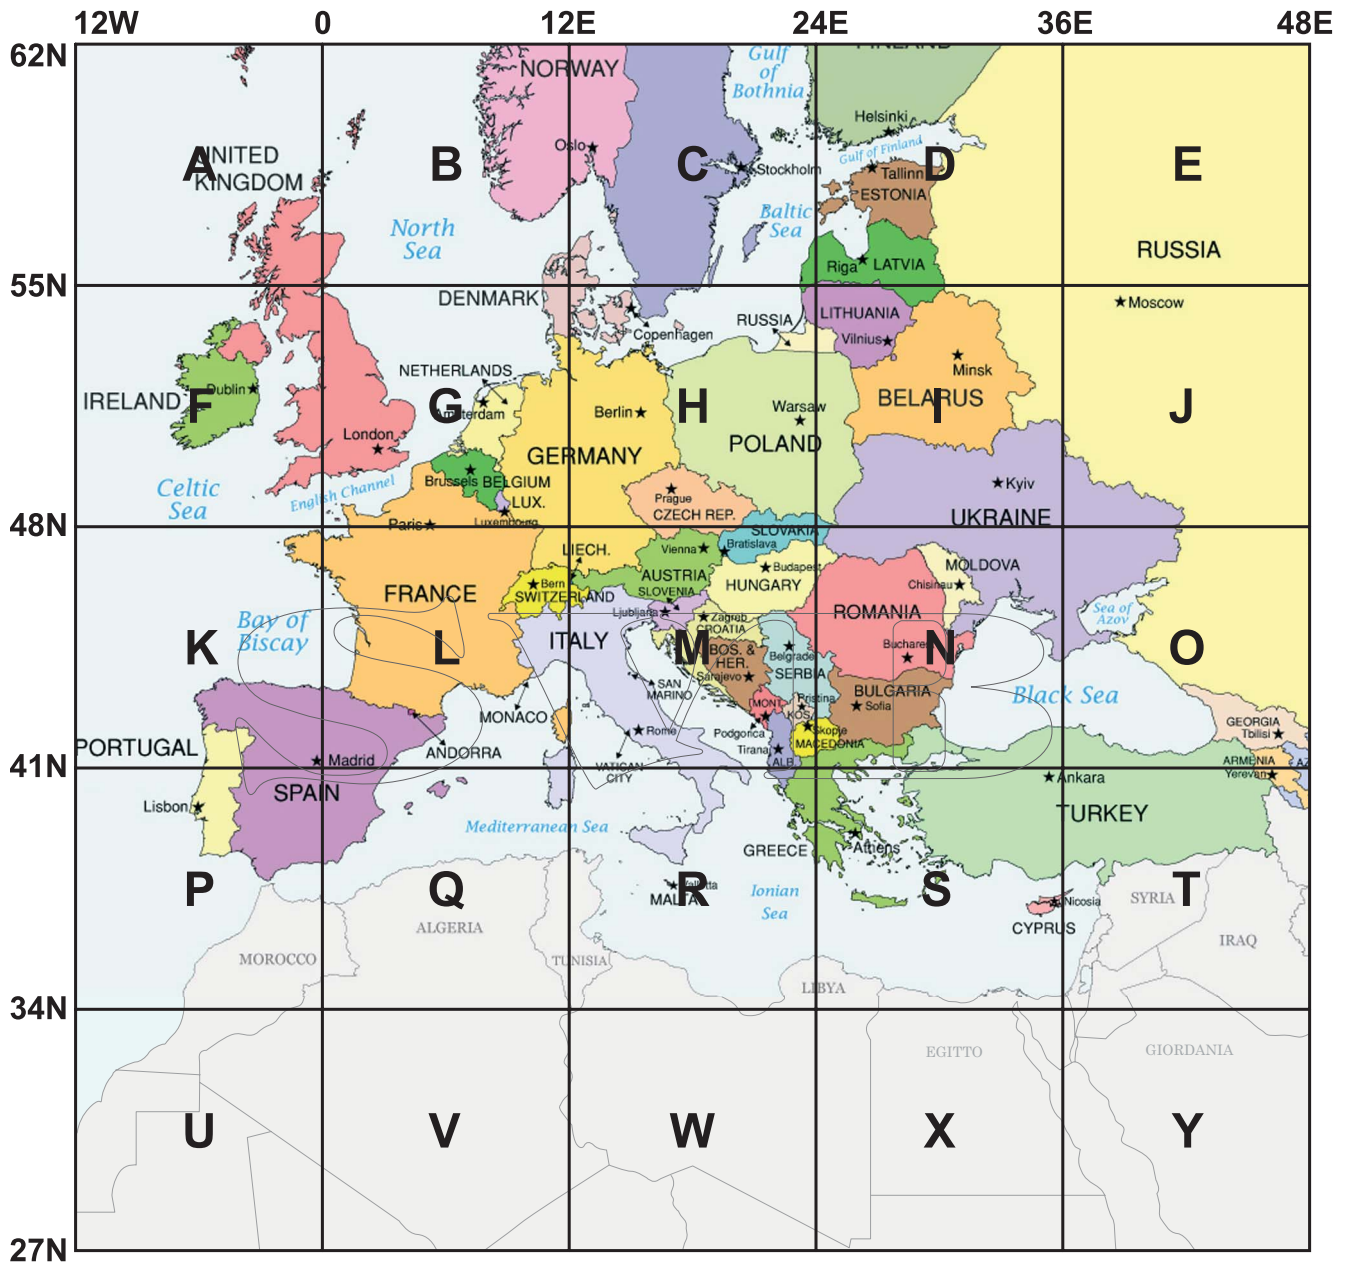 12W 0 12E 24E 36E 48E
62N
NORWAY
Gulf
of
Bothnia
FINLAND
Helsinki
Oslo
Gulf of Finland
A B C D E
UNITED
KINGDOM
Stockholm
Tallinn
ESTONIA
North
Sea
Baltic
Sea
RUSSIA
Riga LATVIA
55N
DENMARK
Moscow
LITHUANIA
RUSSIA
Copenhagen
Vilnius
NETHERLANDS
Minsk
Dublin
IRELAND
F G H I J
Amsterdam
Berlin
Warsaw
BELARUS
London
POLAND
GERMANY
Brussels BELGIUM
Kyiv
Celtic
Sea
English Channel
LUX.
Prague
CZECH REP.
Luxembourg
UKRAINE
48N
Paris
SLOVAKIA
Vienna
Bratislava
LIECH.
MOLDOVA
Budapest
AUSTRIA
HUNGARY
Bern
SWITZERLAND
Chisinau
FRANCE
SLOVENIA
Ljubljana
ROMANIA
Sea of
Azov
Zagreb
CROATIA
Bay of
Biscay
ITALY
K L M N O
Bucharest
BOS. &
HER.
Belgrade
Sarajevo
SERBIA
SAN
MARINO
BULGARIA
Black Sea
Pristina
MONT.
KOS.
Sofia
MONACO
Rome
Podgorica
Skopje
MACEDONIA
GEORGIA
Tbilisi
PORTUGAL
ANDORRA
Tirana
Madrid
VATICAN
CITY
ALB.
ARMENIA
AZ
41N
Yerevan
Ankara
SPAIN
Lisbon
TURKEY
Mediterranean Sea
Athens
GREECE
P Q R S T
Valletta
MALTA
Ionian
Sea
SYRIA
Nicosia
CYPRUS
ALGERIA
MOROCCO
TUNISIA
IRAQ
LIBYA
34N
EGITTO
GIORDANIA
U V W X Y
27N